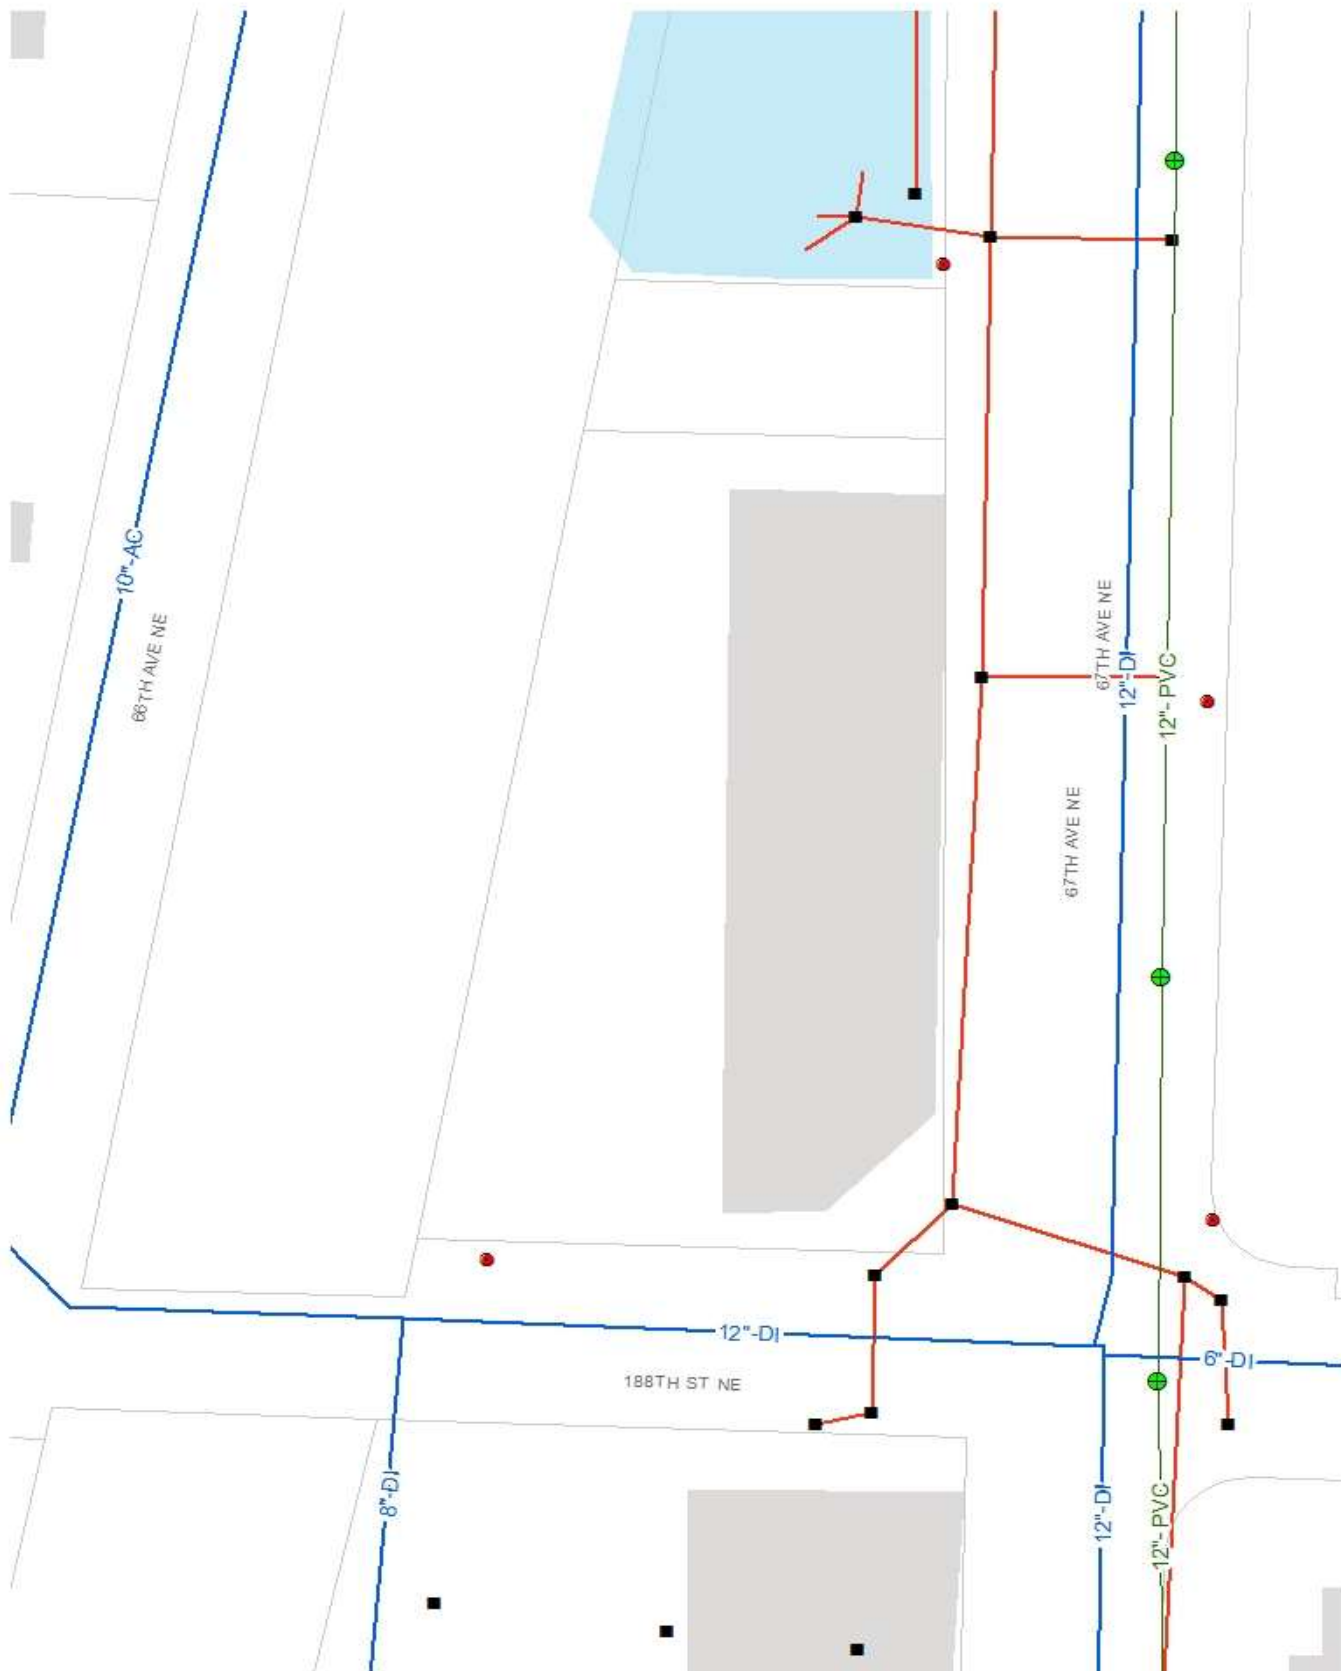 10"-AC
66TH AVE NE
67TH AVE NE
12"-DI
12"- PVC
67TH AVE NE
12"-DI
6"-DI
188TH ST NE
8"-DI
12"-DI
12"- PVC